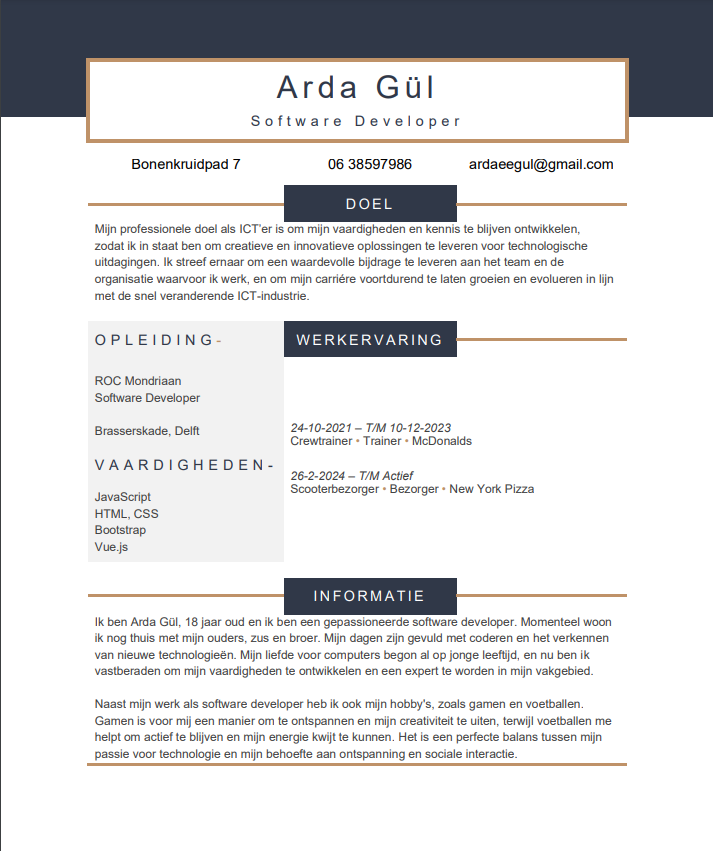 Arda Gül
Software Developer
Bonenkruidpad 7 06 38597986 ardaeegul@gmail.com
DOEL
Mijn professionele doel als ICT'er is om mijn vaardigheden en kennis te blijven ontwikkelen,
zodat ik in staat ben om creatieve en innovatieve oplossingen te leveren voor technologische
uitdagingen. Ik streef ernaar om een waardevolle bijdrage te leveren aan het team en de
organisatie waarvoor ik werk, en om mijn carriére voortdurend te laten groeien en evolueren in lijn
met de snel veranderende ICT-industrie.
OPLEIDING-
ROC Mondriaan
Software Developer
Brasserskade, Delft
VAARDIGHEDEN-
JavaScript
HTML, CSS
Bootstrap
Vue.js
WERKERVARING
24-10-2021 – T/M 10-12-2023
Crewtrainer • Trainer • McDonalds
26-2-2024 – T/M Actief
Scooterbezorger • Bezorger • New York Pizza
INFORMATIE
Ik ben Arda Gül, 18 jaar oud en ik ben een gepassioneerde software developer. Momenteel woon
ik nog thuis met mijn ouders, zus en broer. Mijn dagen zijn gevuld met coderen en het verkennen
van nieuwe technologieën. Mijn liefde voor computers begon al op jonge leeftijd, en nu ben ik
vastberaden om mijn vaardigheden te ontwikkelen en een expert te worden in mijn vakgebied.
Naast mijn werk als software developer heb ik ook mijn hobby's, zoals gamen en voetballen.
Gamen is voor mij een manier om te ontspannen en mijn creativiteit te uiten, terwijl voetballen me
helpt om actief te blijven en mijn energie kwijt te kunnen. Het is een perfecte balans tussen mijn
passie voor technologie en mijn behoefte aan ontspanning en sociale interactie.